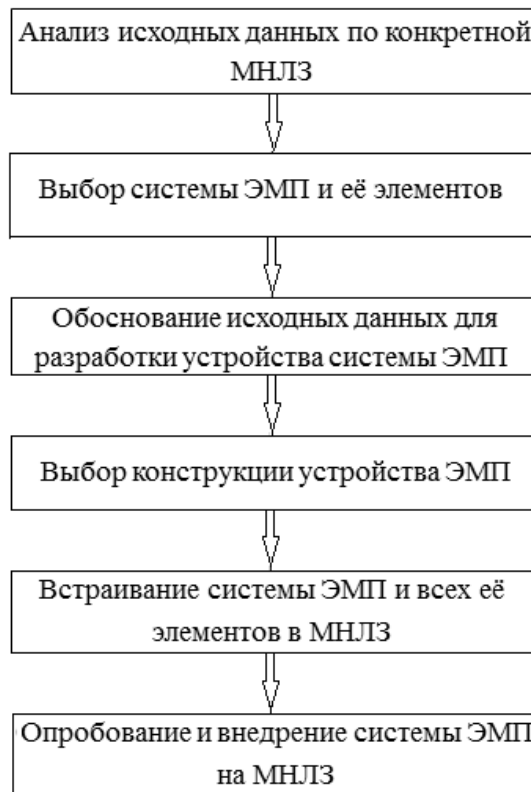 Анализ исходных данных по конкретной
МНЛЗ
Выбор системы ЭМП и её элементов
Обоснование исходных данных для
разработки устройства системы ЭМП
Выбор конструкции устройства ЭМП
Встраивание системы ЭМП и всех её
элементов в МНЛЗ
Опробование и внедрение системы ЭМП
на МНЛЗ